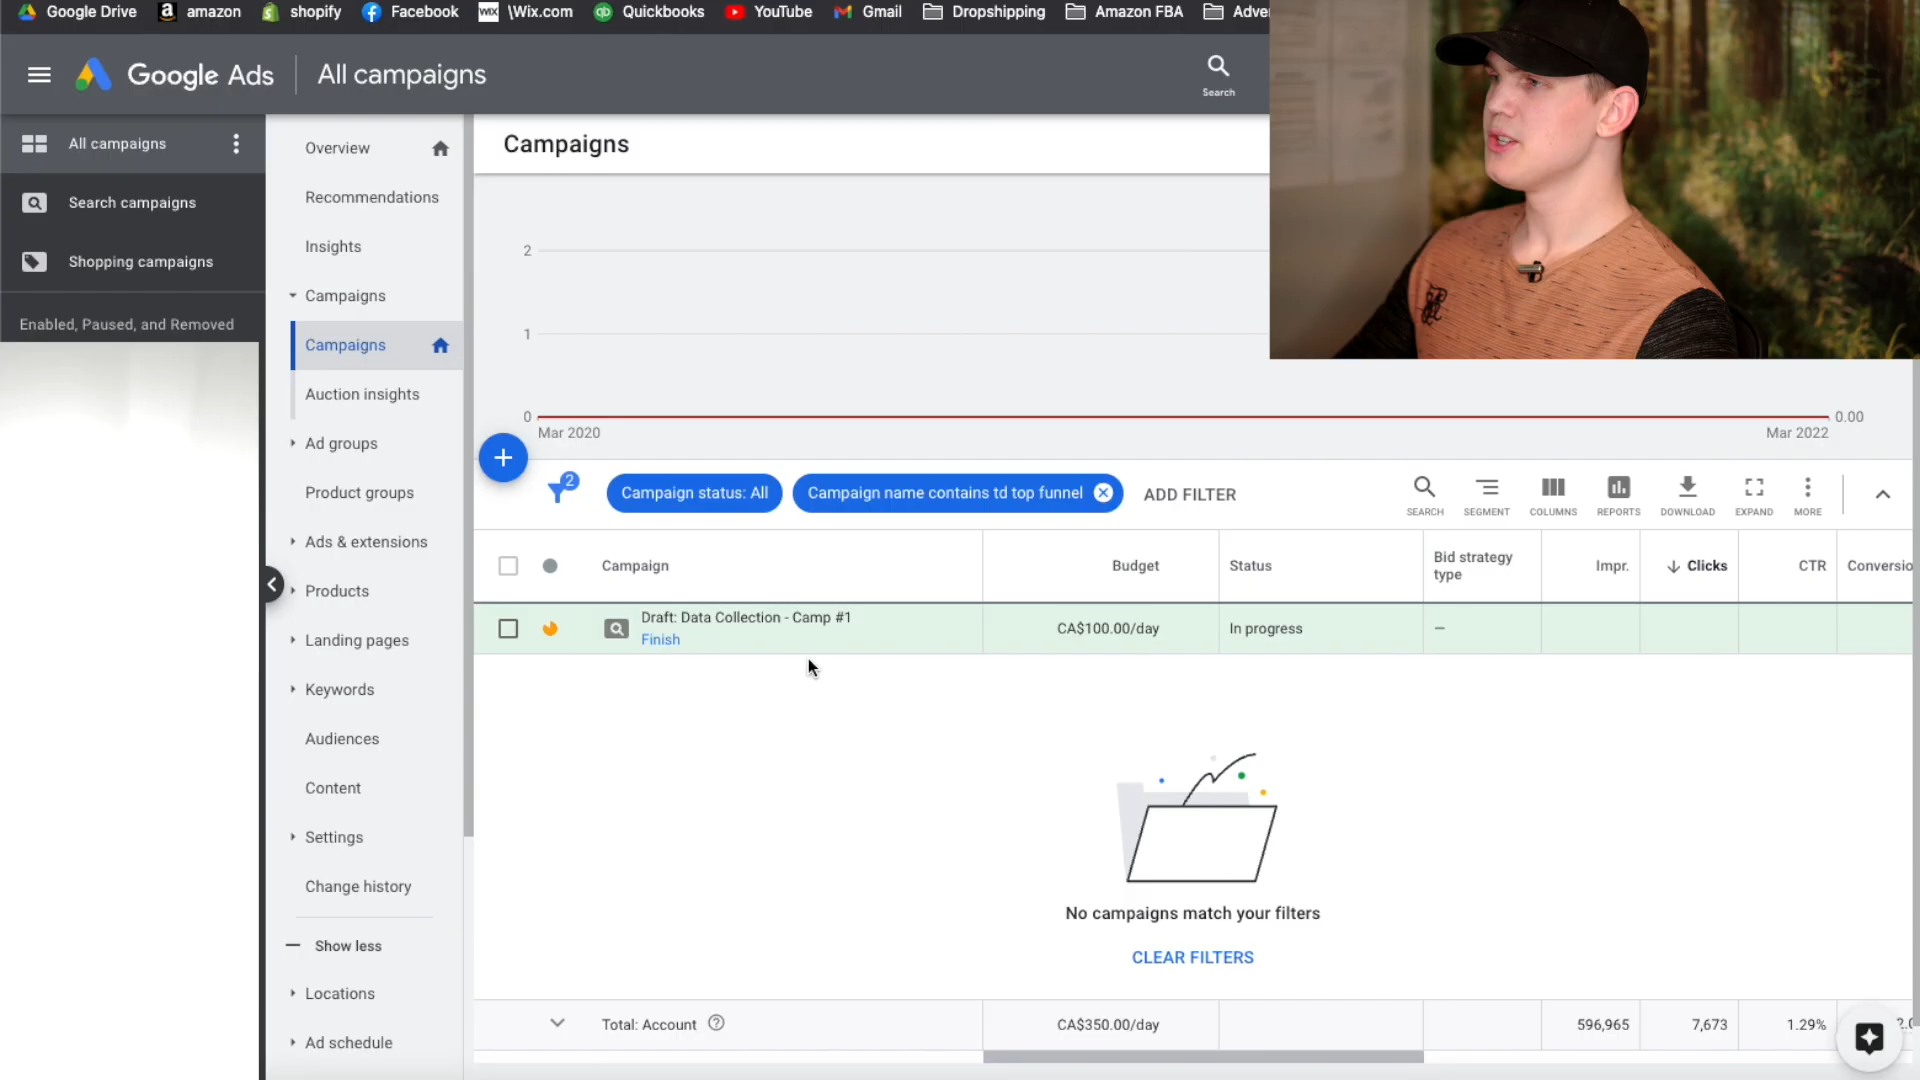 Google Drive
amazon
shopify
Facebook
WIX \Wix.com
qb Quickbooks
YouTube
Gmail
Dropshipping
Amazon FBA
Adve
Google Ads
All campaigns
Search
All campaigns
Search campaigns
Shopping campaigns
Enabled, Paused, and Removed
Overview
Recommendations
Insights
Campaigns
Campaigns
Auction insights
Ad groups
Product groups
Ads & extensions
Products
Landing pages
Keywords
Audiences
Content
Settings
Change history
Show less
Locations
Ad schedule
Campaigns
2
1
0
0.00
Mar 2020
Mar 2022
2
Campaign status: All
Campaign name contains td top funnel
ADD FILTER
SEARCH
SEGMENT
COLUMNS
REPORTS
DOWNLOAD
EXPAND
MORE
Campaign
Budget
Status
Bid strategy
type
Impr.
Clicks
CTR
Conversio
Draft: Data Collection - Camp #1
Finish
CA$100.00/day
In progress
—
No campaigns match your filters
CLEAR FILTERS
Total: Account
CA$350.00/day
596,965
7,673
1.29%